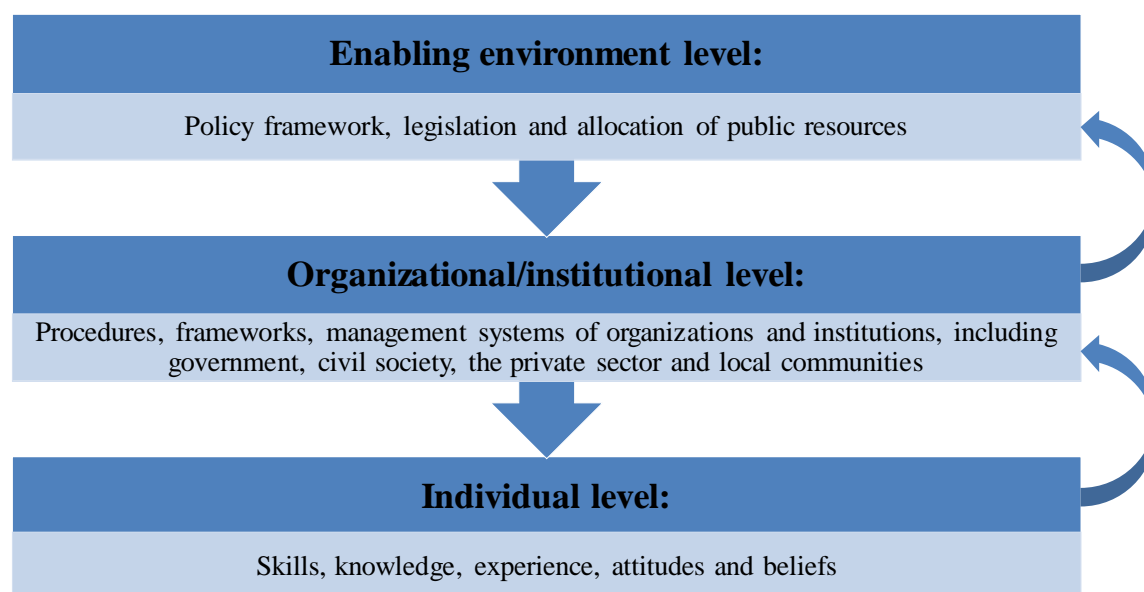 Enabling environment level:
Policy framework, legislation and allocation of public resources
Organizational/institutional level:
Procedures, frameworks, management systems of organizations and institutions, including
government, civil society, the private sector and local communities
Individual level:
Skills, knowledge, experience, attitudes and beliefs